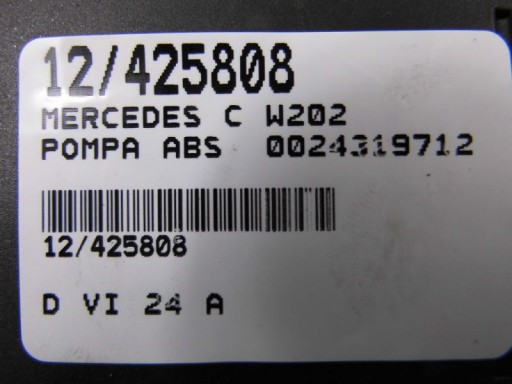 12/425808
MERCEDES C W202
POMPA ABS 0024319712
12/425808
D VI 24 A